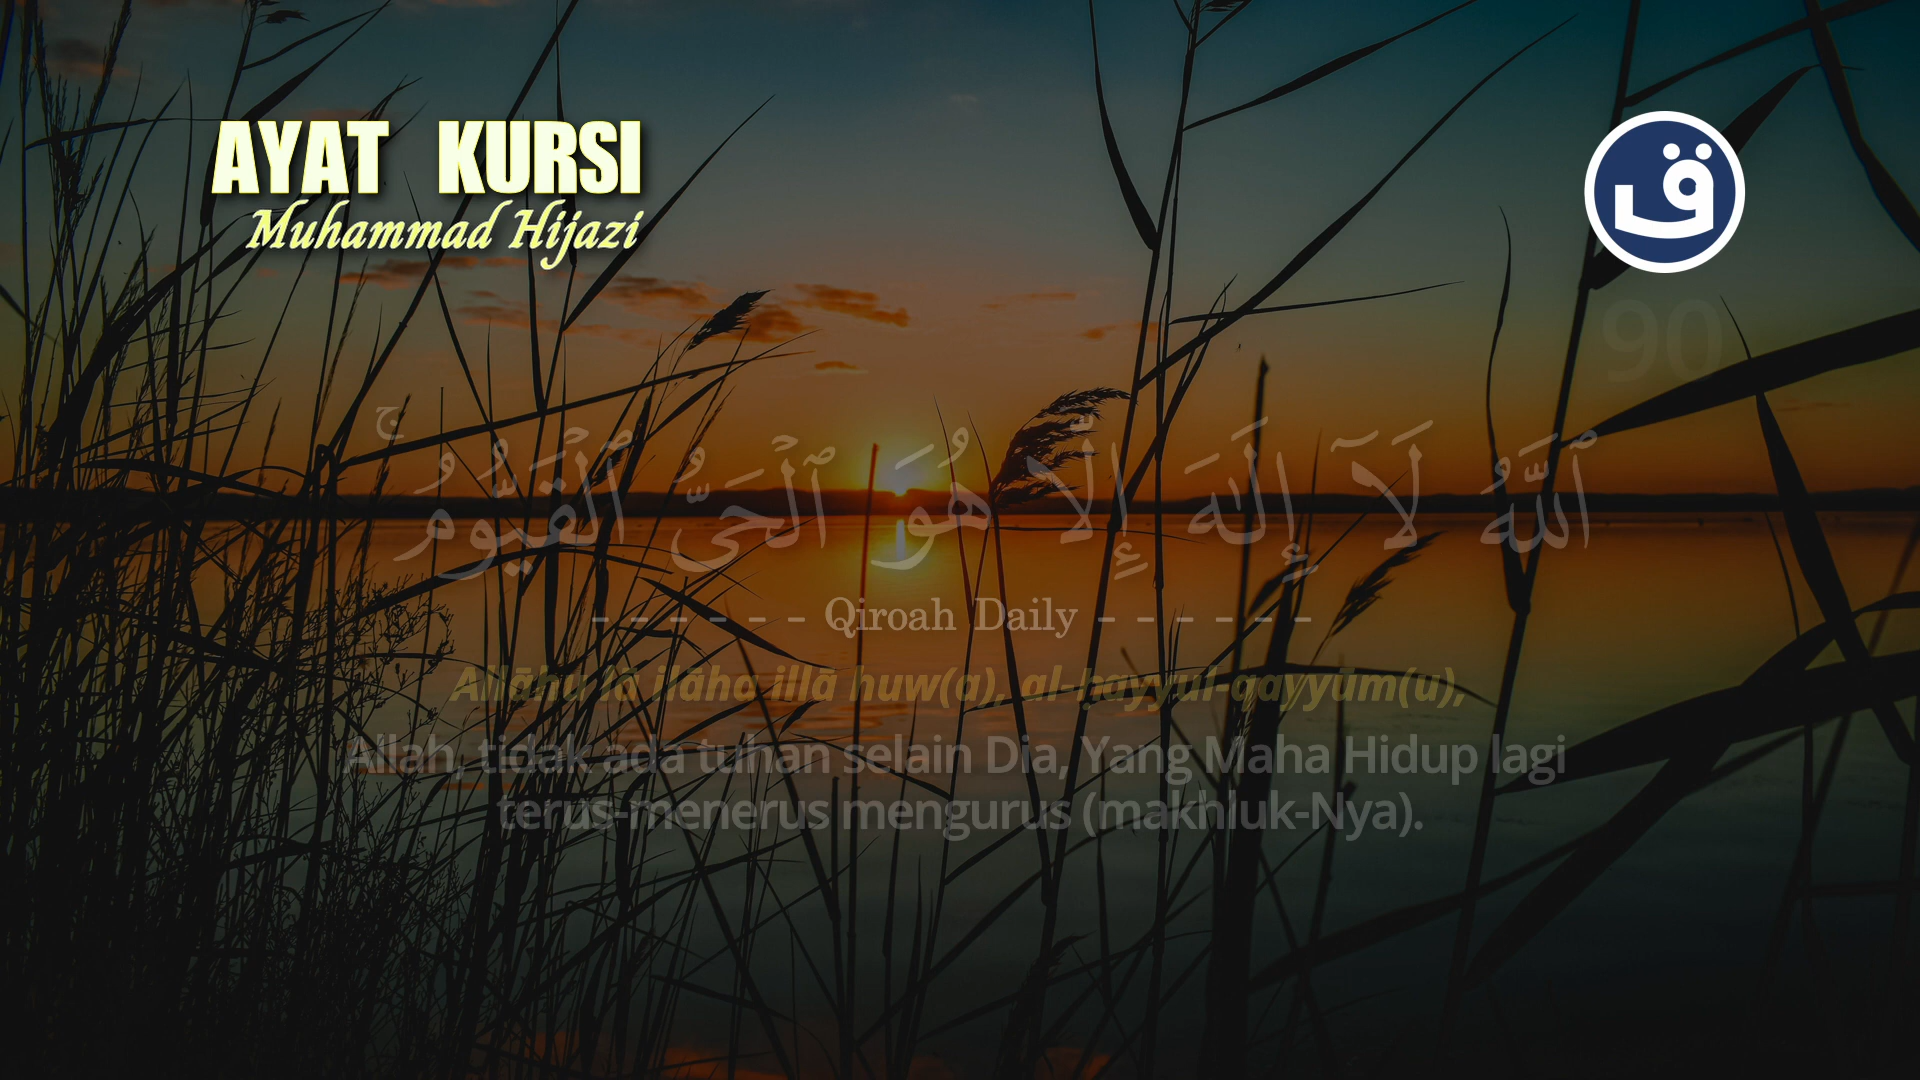 AYAT KURSI
Muhammad Hijazi
ق
90
ٱللَّهُ لَآ إِلَٰهَ إِلَّا هُوَ ٱلْحَىُّ ٱلْقَيُّومُ ۚ
- - - - - - Qiroah Daily - - - - - -
Allāhu lā ilāha illā huw(a), al-ḥayyul-qayyūm(u),
Allah, tidak ada tuhan selain Dia, Yang Maha Hidup lagi
terus-menerus mengurus (makhluk-Nya).